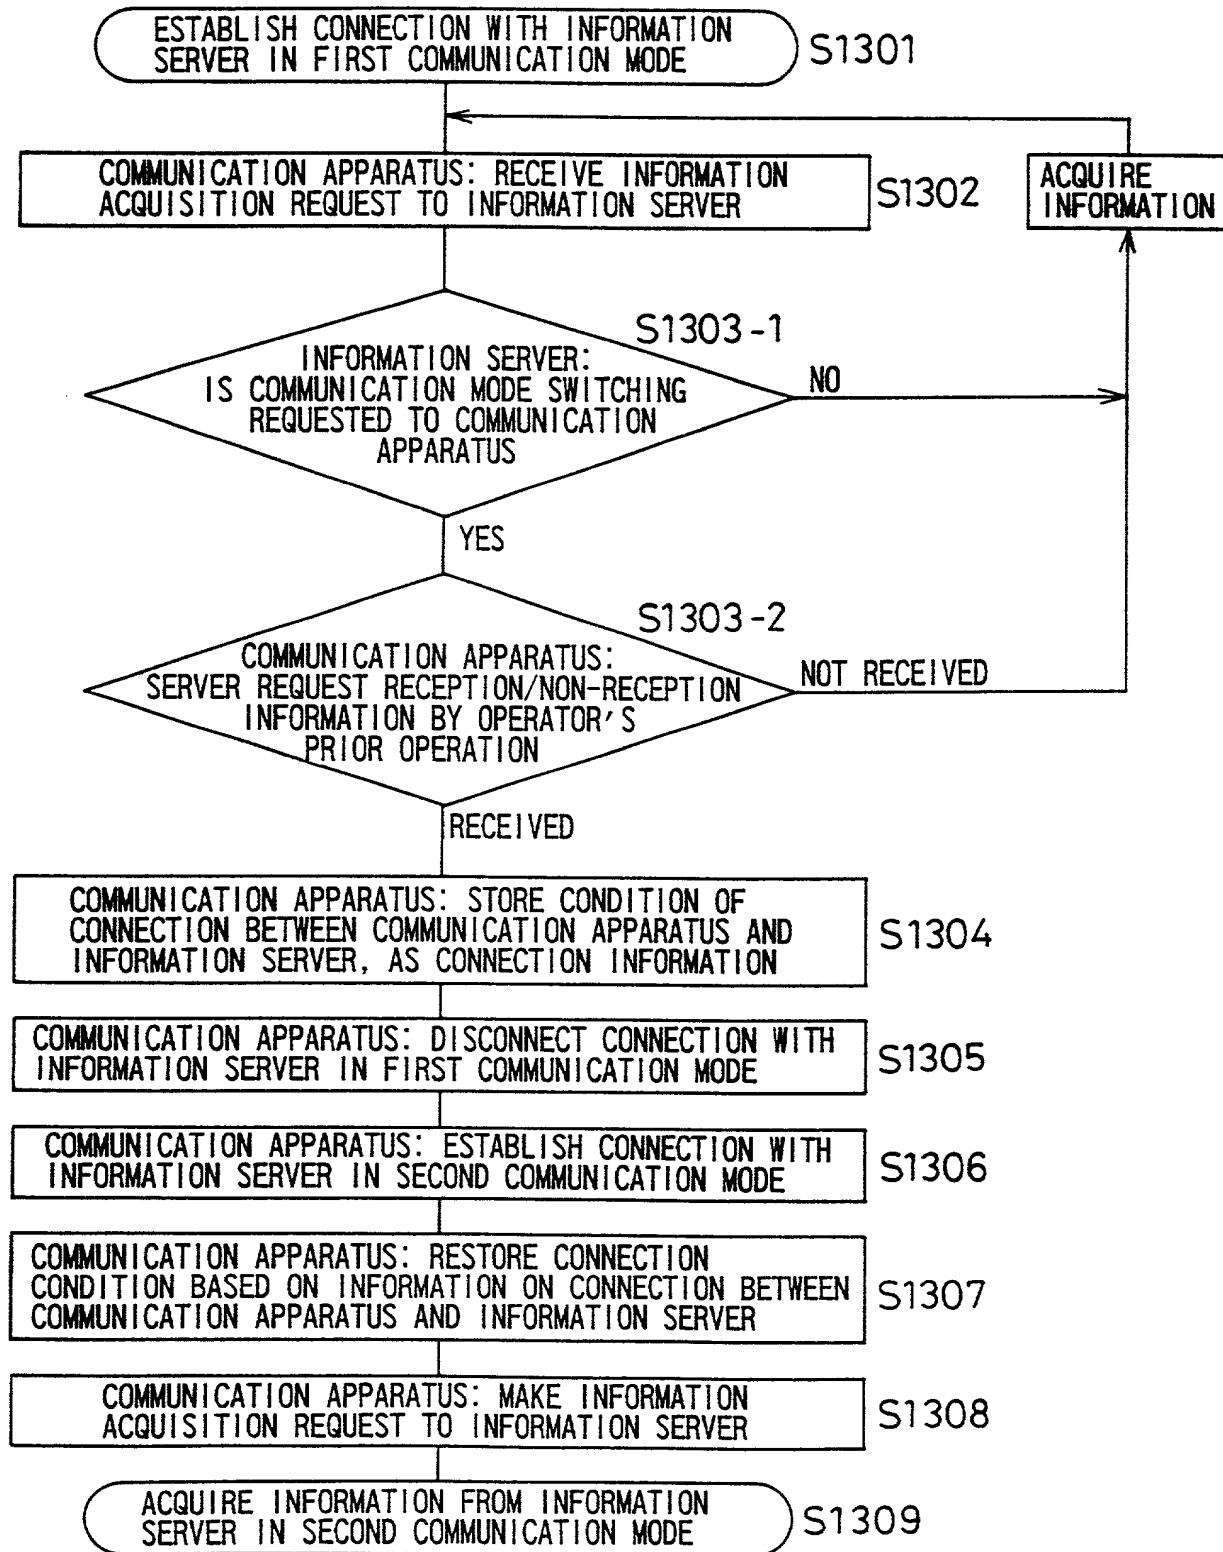 ESTABLISH CONNECTION WITH INFORMATION
SERVER IN FIRST COMMUNICATION MODE
S1301
COMMUNICATION APPARATUS: RECEIVE INFORMATION
ACQUISITION REQUEST TO INFORMATION SERVER
S1302
ACQUIRE
INFORMATION
S1303-1
INFORMATION SERVER:
IS COMMUNICATION MODE SWITCHING
REQUESTED TO COMMUNICATION
APPARATUS
NO
YES
S1303-2
COMMUNICATION APPARATUS:
SERVER REQUEST RECEPTION/NON-RECEPTION
INFORMATION BY OPERATOR'S
PRIOR OPERATION
NOT RECEIVED
RECEIVED
COMMUNICATION APPARATUS: STORE CONDITION OF
CONNECTION BETWEEN COMMUNICATION APPARATUS AND
INFORMATION SERVER, AS CONNECTION INFORMATION
S1304
COMMUNICATION APPARATUS: DISCONNECT CONNECTION WITH
INFORMATION SERVER IN FIRST COMMUNICATION MODE
S1305
COMMUNICATION APPARATUS: ESTABLISH CONNECTION WITH
INFORMATION SERVER IN SECOND COMMUNICATION MODE
S1306
COMMUNICATION APPARATUS: RESTORE CONNECTION
CONDITION BASED ON INFORMATION ON CONNECTION BETWEEN
COMMUNICATION APPARATUS AND INFORMATION SERVER
S1307
COMMUNICATION APPARATUS: MAKE INFORMATION
ACQUISITION REQUEST TO INFORMATION SERVER
S1308
ACQUIRE INFORMATION FROM INFORMATION
SERVER IN SECOND COMMUNICATION MODE
S1309